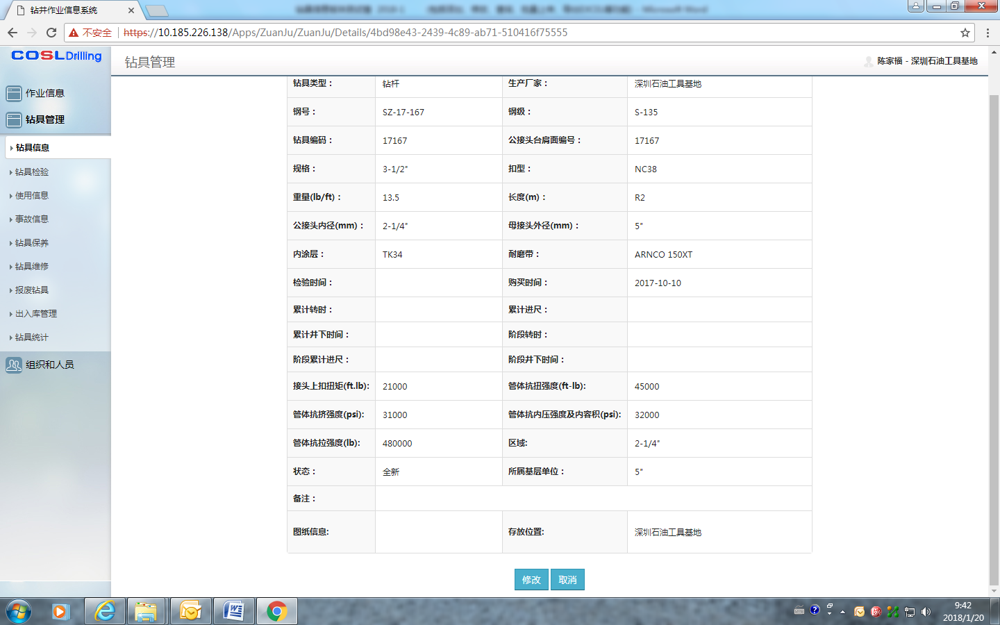 钻井作业信息系统
不安全 https://10.185.226.138/Apps/ZuanJu/ZuanJu/Details/4bd98e43-2439-4c89-ab71-510416f75555
COSL Drilling
钻具管理
陈家福 - 深圳石油工具基地
作业信息
钻具管理
钻具信息
钻具检验
使用信息
事故信息
钻具保养
钻具维修
报废钻具
出入库管理
钻具统计
组织和人员
钻具类型： 钻杆 生产厂家： 深圳石油工具基地
钢号： SZ-17-167 钢级： S-135
钻具编码： 17167 公接头台肩面编号： 17167
规格： 3-1/2" 扣型： NC38
重量(lb/ft)： 13.5 长度(m)： R2
公接头内径(mm)： 2-1/4" 母接头外径(mm)： 5"
内涂层： TK34 耐磨带： ARNCO 150XT
检验时间： 购买时间： 2017-10-10
累计转时： 累计进尺：
累计井下时间： 阶段转时：
阶段累计进尺： 阶段井下时间：
接头上扣扭矩(ft.lb): 21000 管体抗扭强度(ft-lb): 45000
管体抗挤强度(psi): 31000 管体抗内压强度及内容积(psi): 32000
管体抗拉强度(lb): 480000 区域: 2-1/4"
状态： 全新 所属基层单位： 5"
备注：
图纸信息: 存放位置: 深圳石油工具基地
修改 取消
9:42
2018/1/20